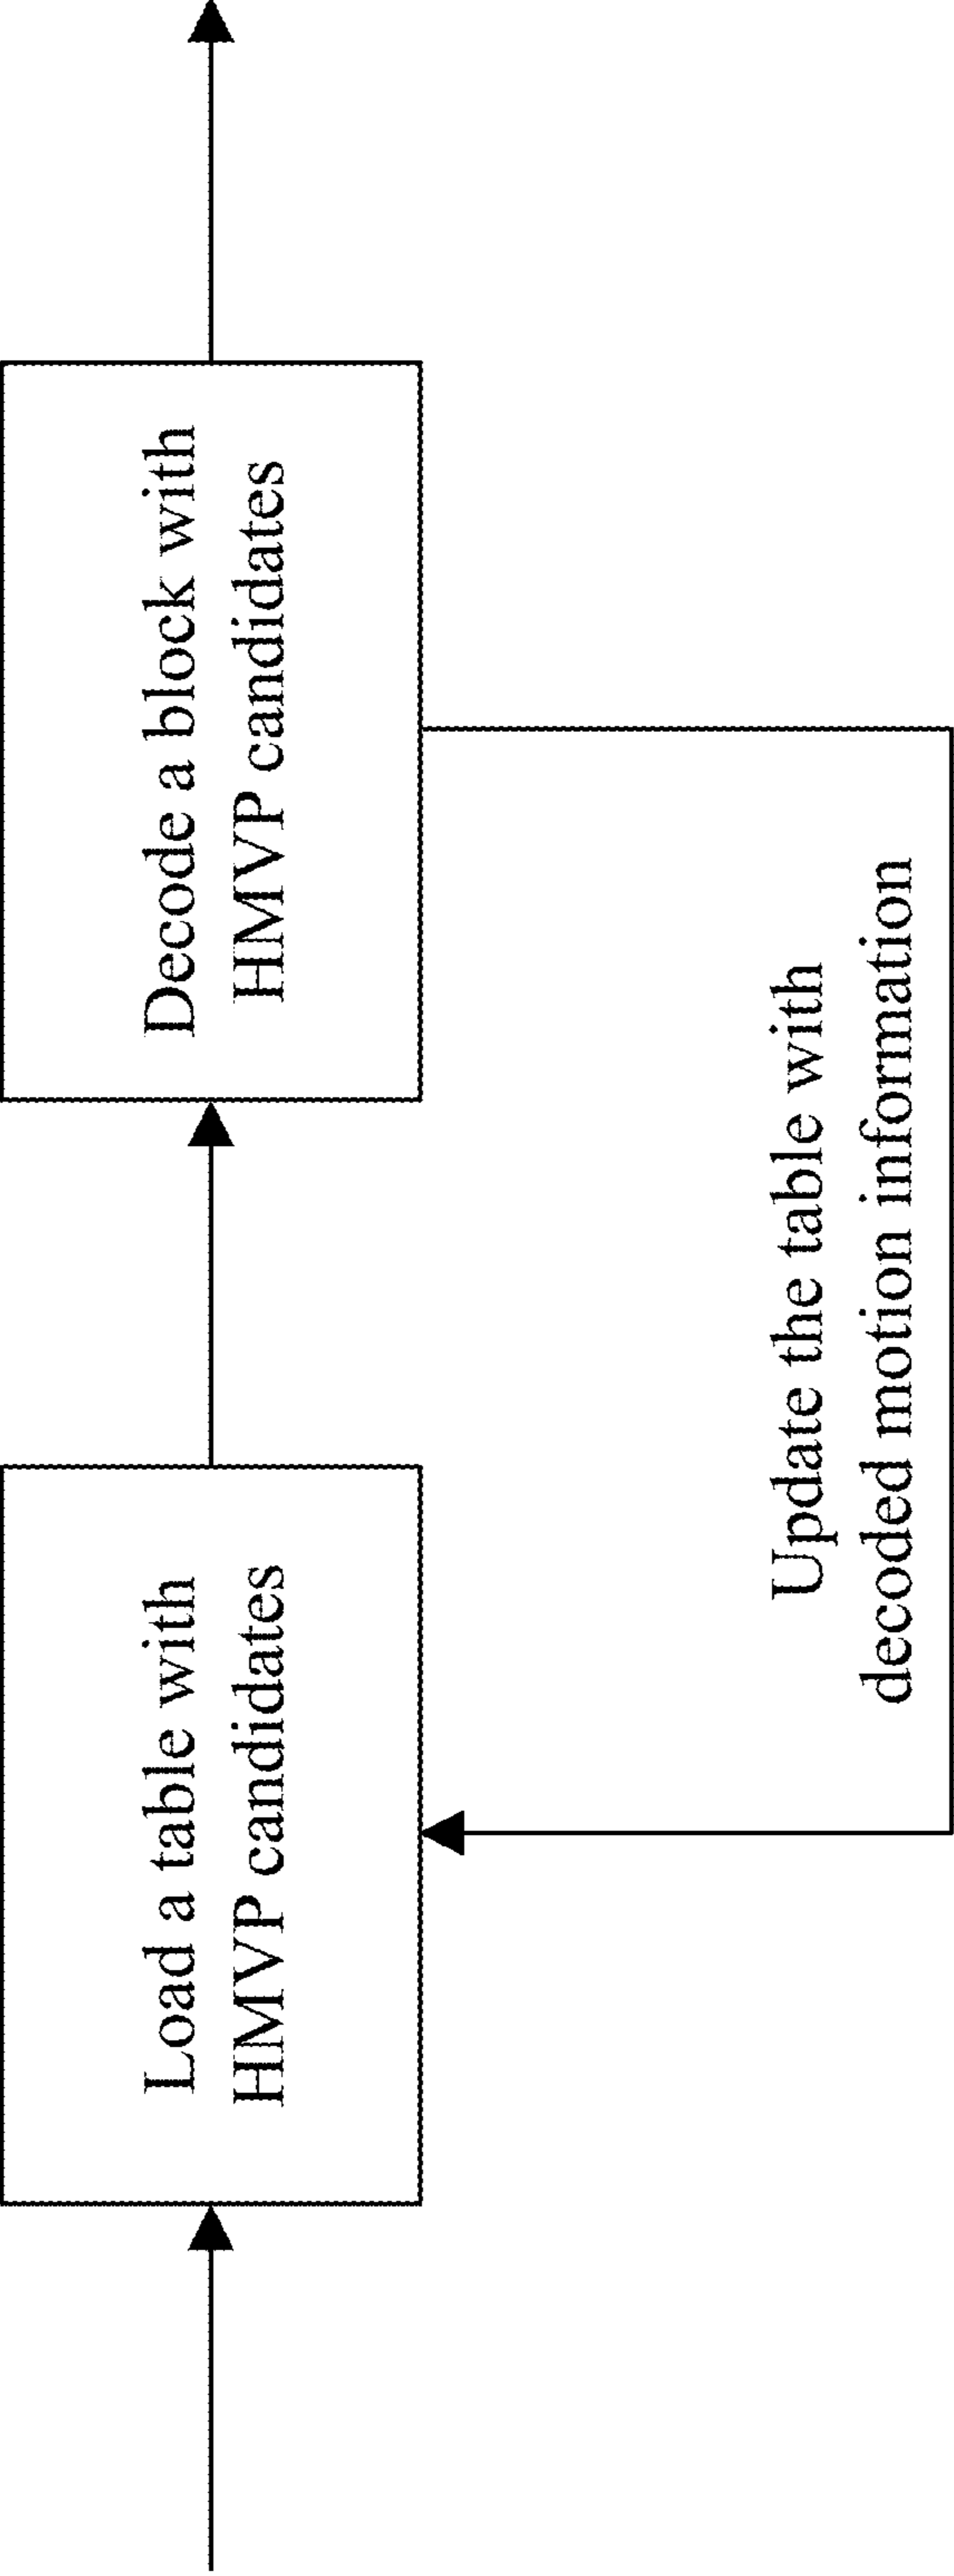 Load a table with
HMVP candidates
Decode a block with
HMVP candidates
Update the table with
decoded motion information